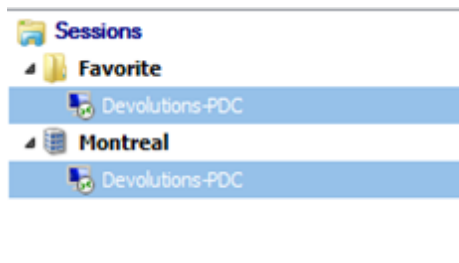 Sessions
Favorite
Devolutions-PDC
Montreal
Devolutions-PDC